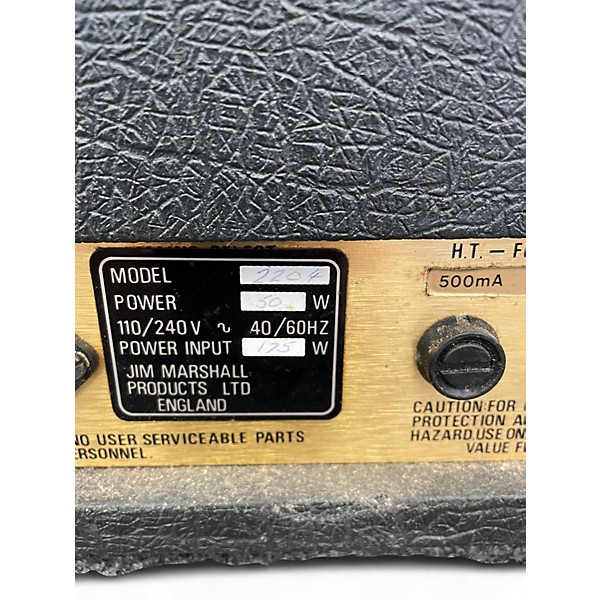 H.T. —
MODEL 2204
500mA
POWER 50 W
110/240 V ~ 40/60HZ
POWER INPUT 175 W
JIM MARSHALL
PRODUCTS LTD
ENGLAND
CAUTION:FOR
PROTECTION
HAZARD.USE ON
VALUE
NO USER SERVICEABLE PARTS
ERSONNEL.